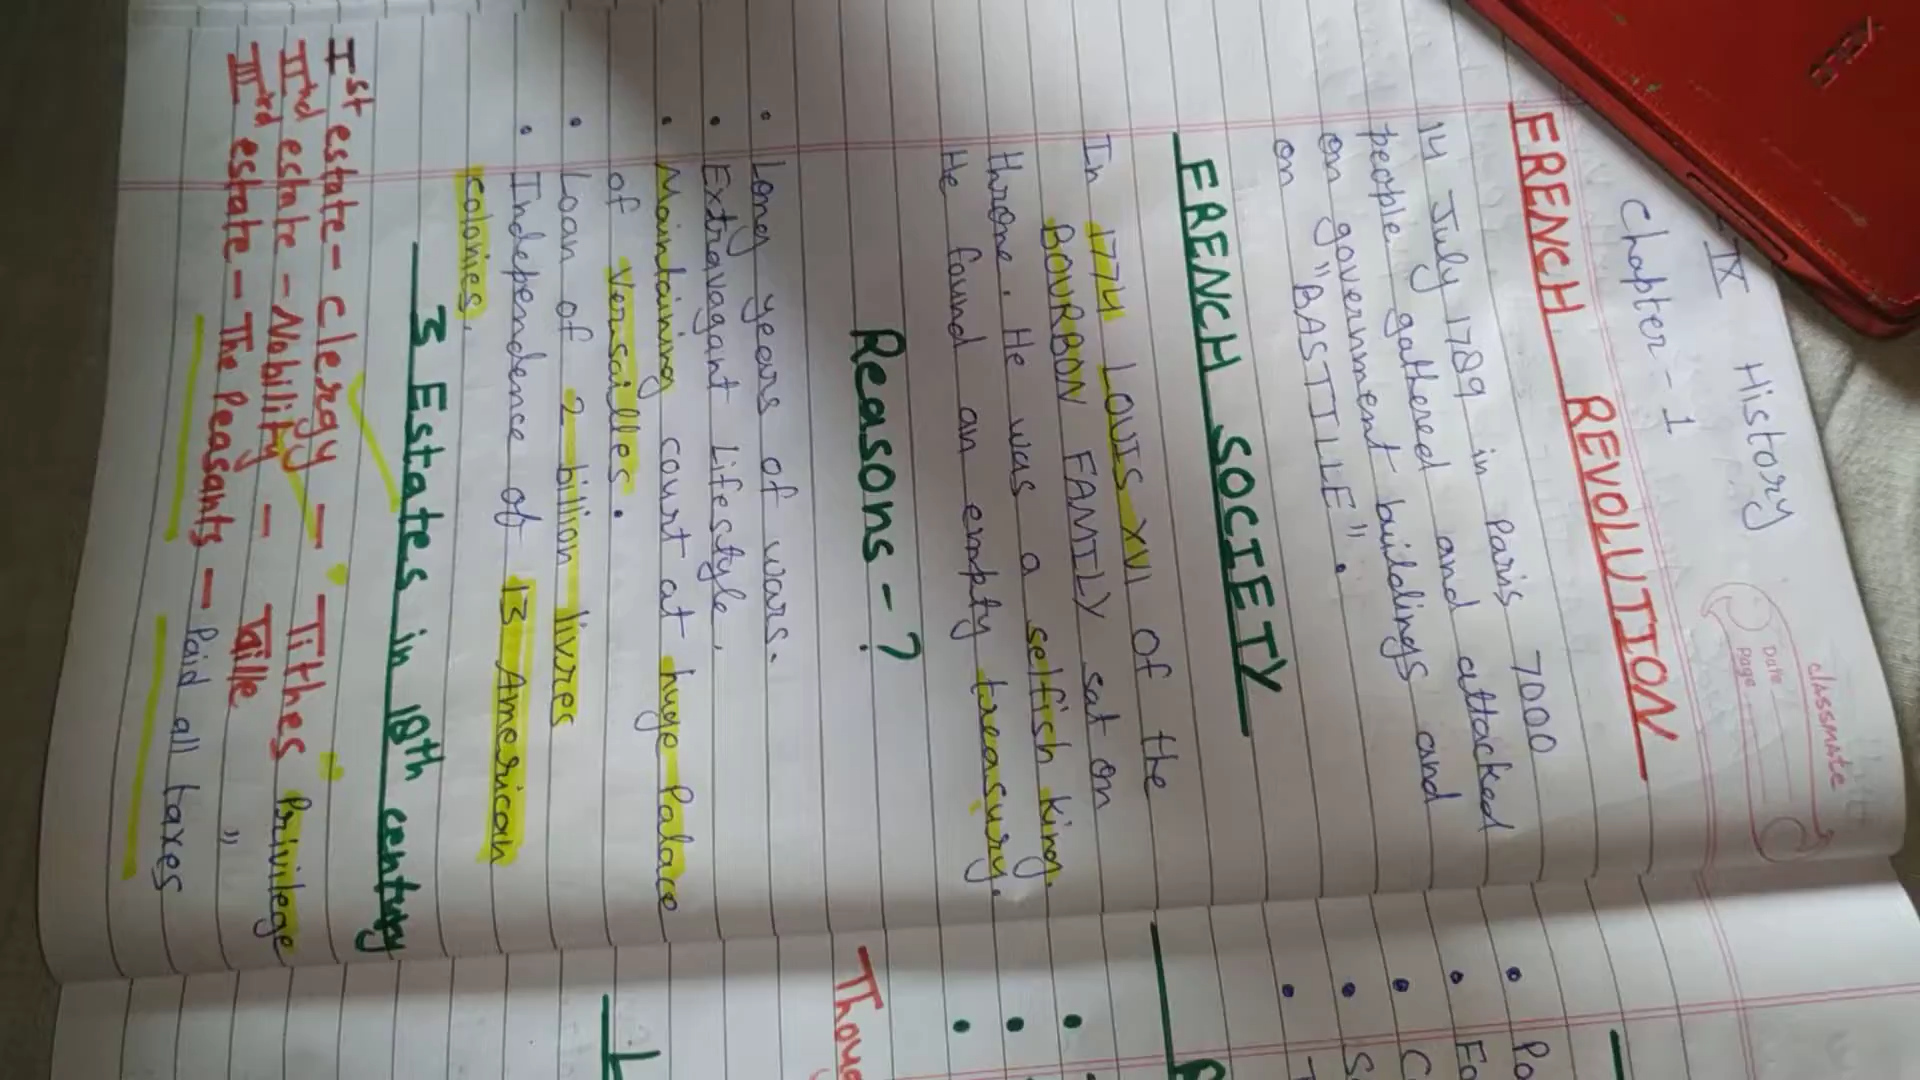 IX History
Chapter - 1
classmate
Date
Page
FRENCH REVOLUTION
14 July 1789 in Paris 7000
people gathered and attacked
on government buildings and
on "BASTILLE".
FRENCH SOCIETY
In 1774 LOUIS XVI of the
BOURBON FAMILY sat on
throne. He was a selfish king.
He found an empty treasury.
Reasons - ?
• Long years of wars.
• Extravagant Lifestyle.
• Maintaining court at huge Palace
of Versailles.
• Loan of 2 billion livres
• Independence of 13 American
colonies.
3 Estates in 18th century
Ist estate - Clergy - Tithes Privilege
IInd estate - Nobility - Taille "
IIIrd estate - The Peasants - Paid all taxes